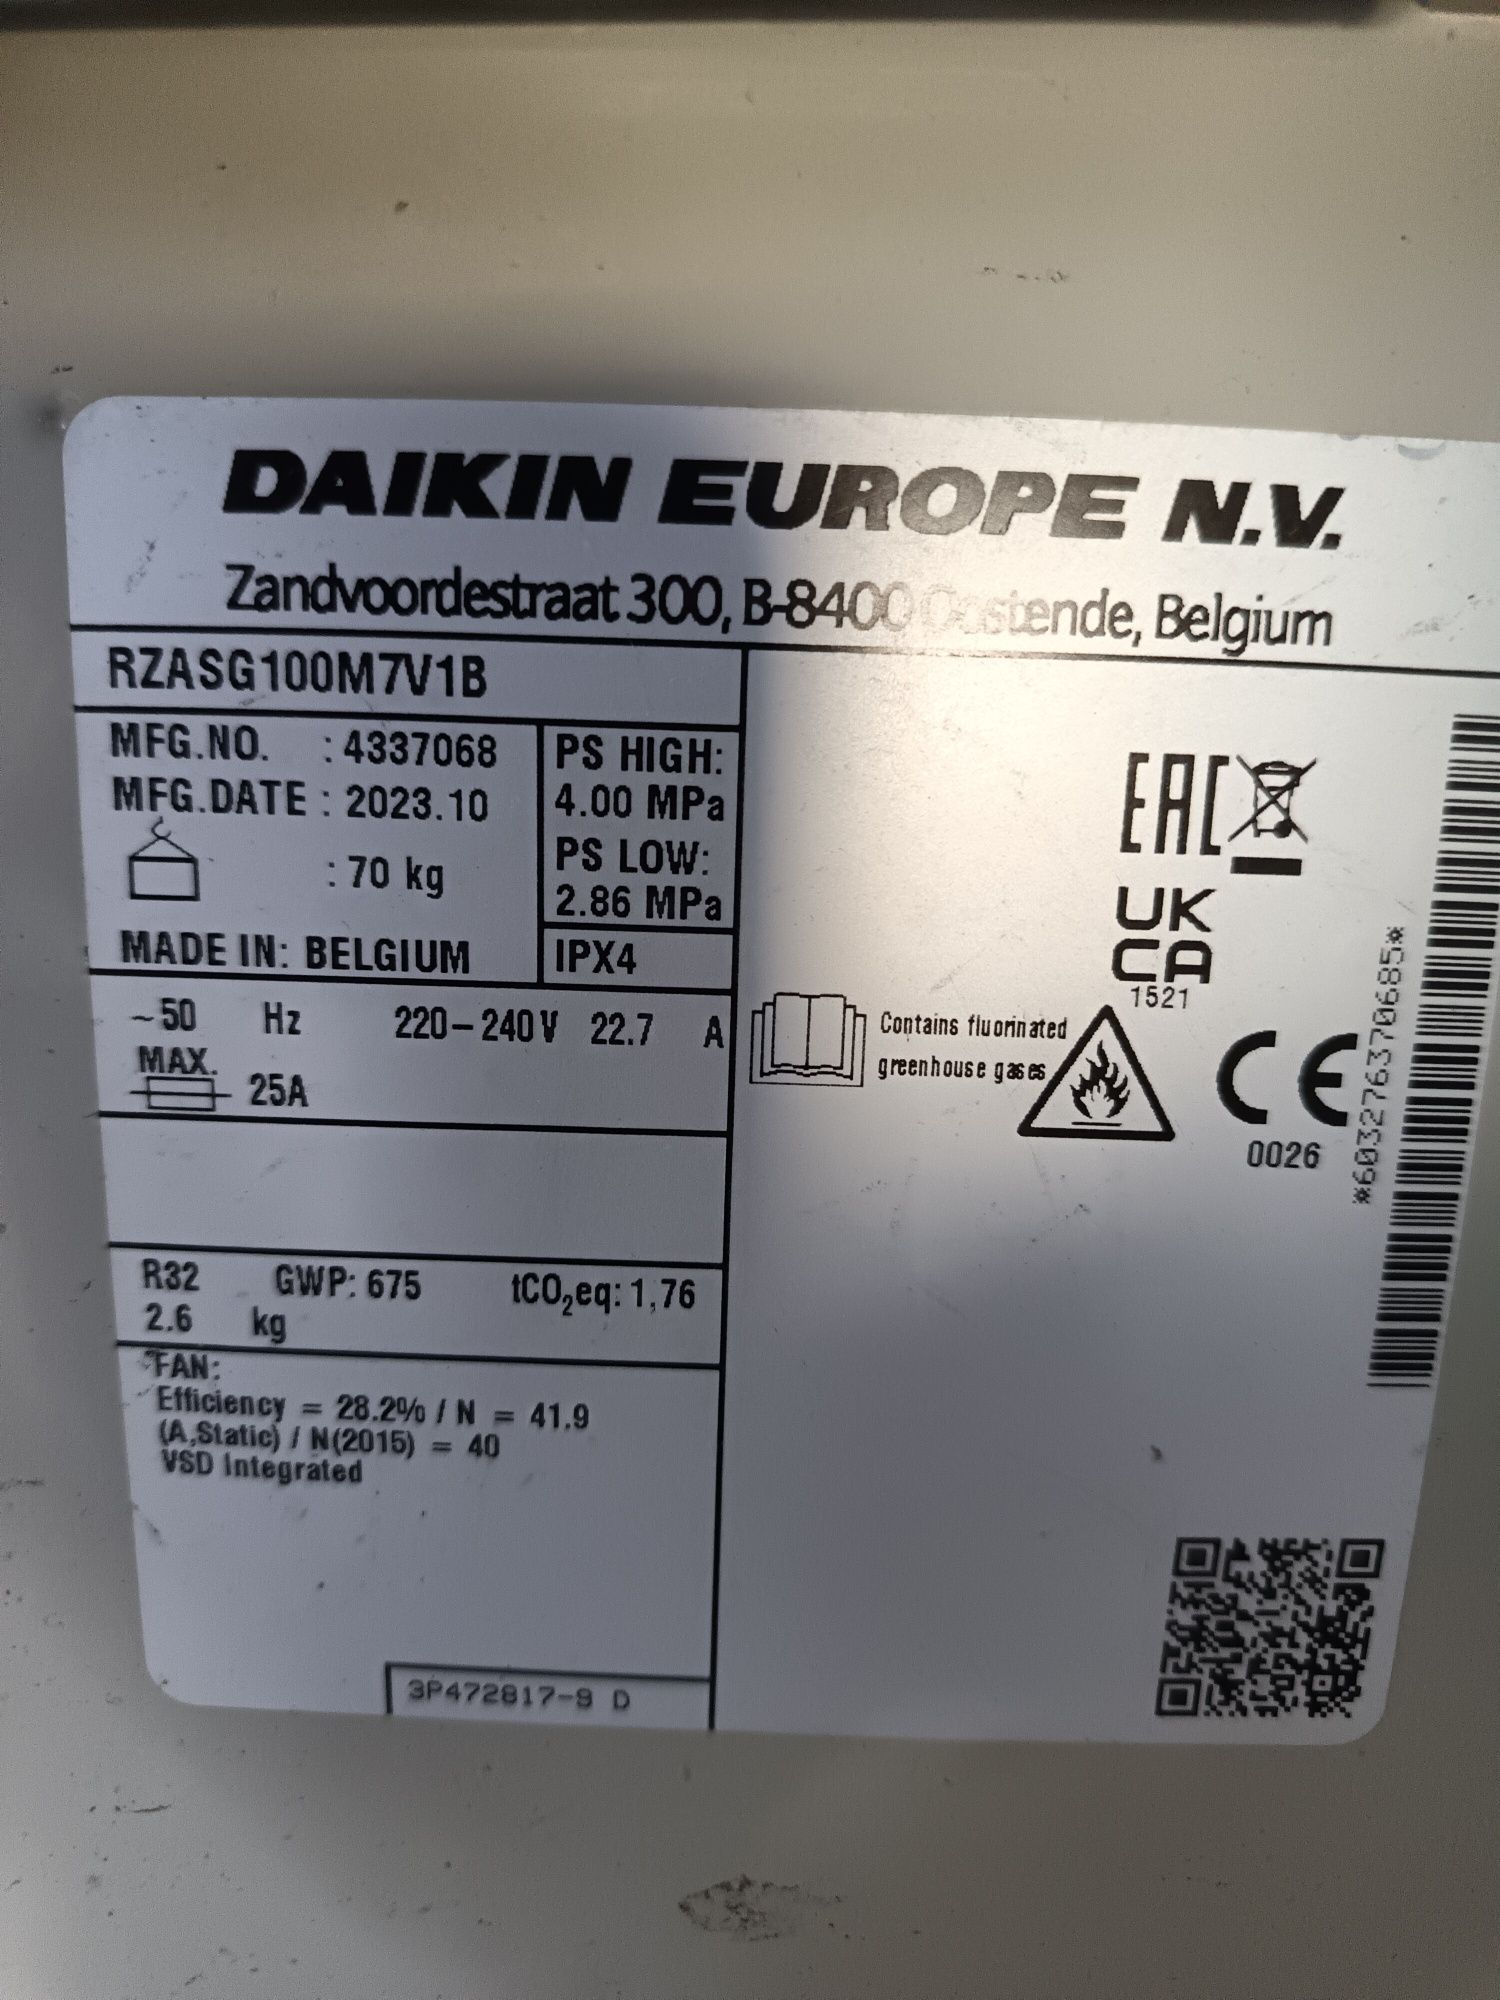 DAIKIN EUROPE N.V.
Zandvoordestraat 300, B-8400 Oostende, Belgium
RZASG100M7V1B
MFG.NO. : 4337068
MFG.DATE : 2023.10
: 70 kg
MADE IN: BELGIUM
PS HIGH:
4.00 MPa
PS LOW:
2.86 MPa
IPX4
~50 Hz 220-240 V 22.7 A
MAX.
25A
R32 GWP: 675 tCO₂eq: 1,76
2.6 kg
FAN:
Efficiency = 28.2% / N = 41.9
(A,Static) / N(2015) = 40
VSD Integrated
3P472817-9 D
EAC
UK
CA
1521
Contains fluorinated
greenhouse gases
CE
0026
*603276370685*